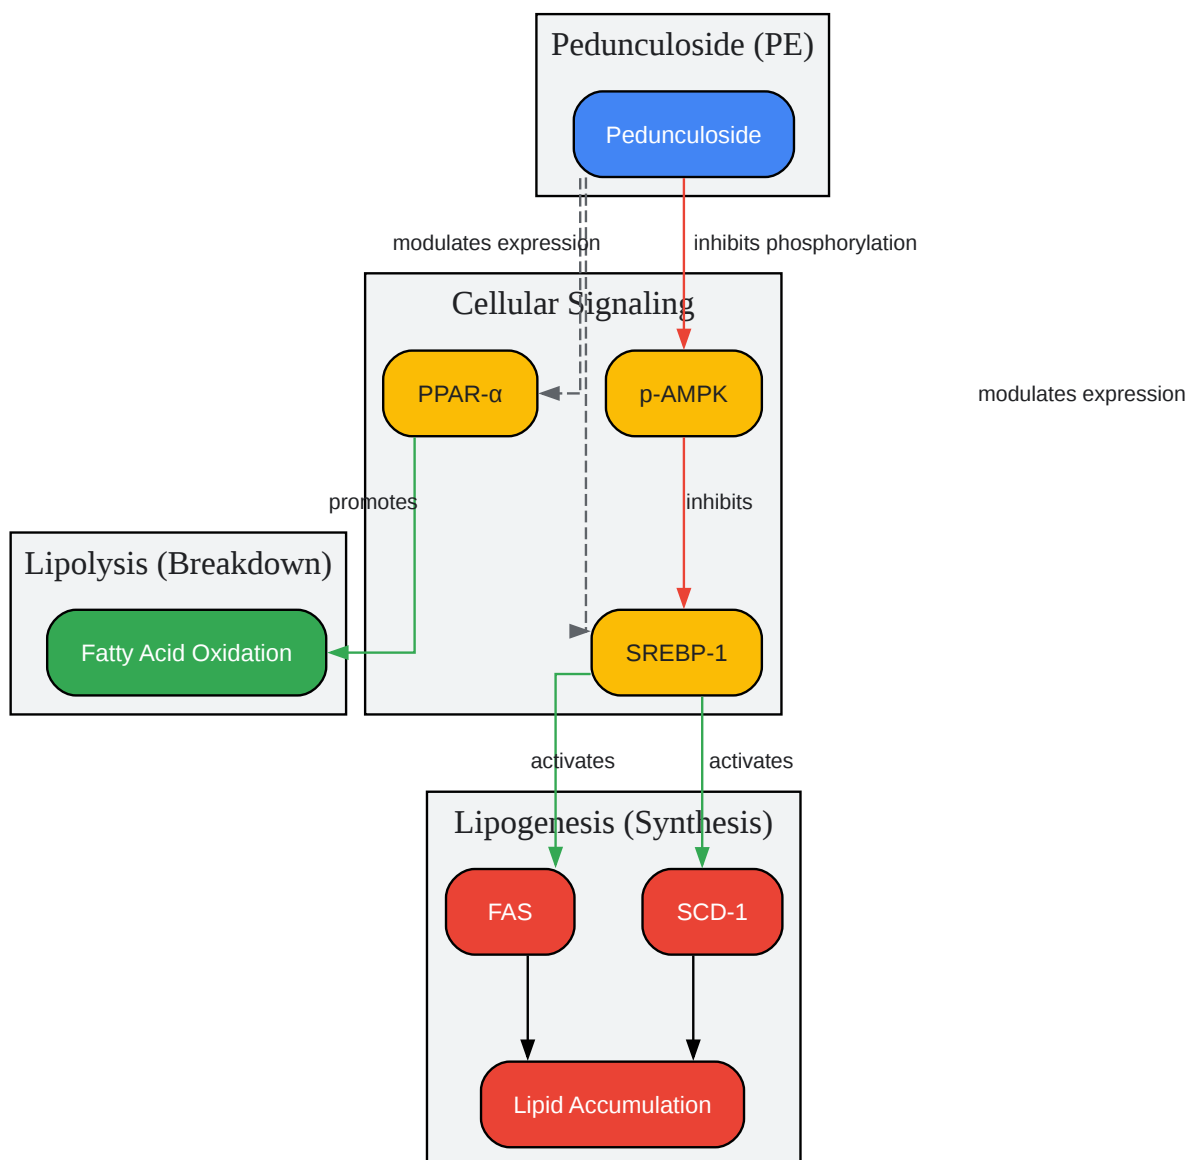 Pedunculoside (PE)
Pedunculoside
modulates expression
inhibits phosphorylation
Cellular Signaling
PPAR-α
p-AMPK
modulates expression
promotes
inhibits
Lipolysis (Breakdown)
Fatty Acid Oxidation
SREBP-1
activates
activates
Lipogenesis (Synthesis)
FAS
SCD-1
Lipid Accumulation